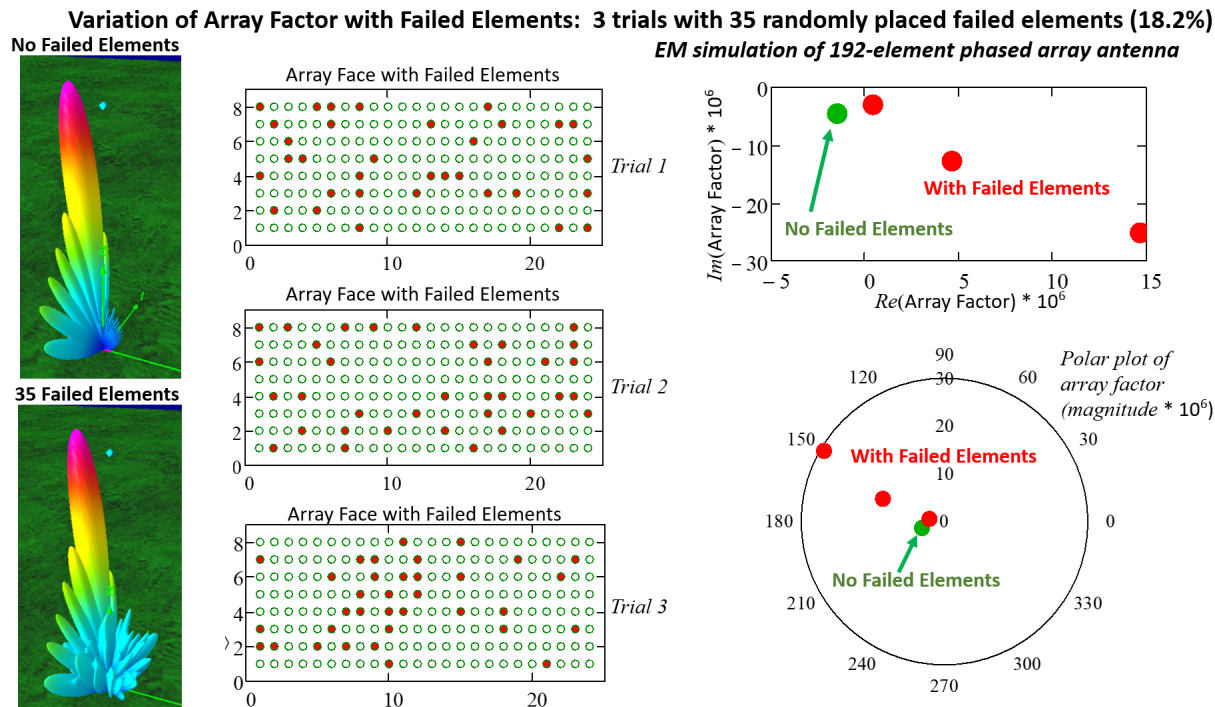 Variation of Array Factor with Failed Elements: 3 trials with 35 randomly placed failed elements (18.2%)
No Failed Elements
EM simulation of 192-element phased array antenna
Array Face with Failed Elements
8
6
4
2
0
0
10
20
Trial 1
Array Face with Failed Elements
8
6
4
2
0
0
10
20
Trial 2
Array Face with Failed Elements
8
6
4
2
0
0
10
20
Trial 3
35 Failed Elements
Im(Array Factor) * 10⁶
0
– 10
– 20
– 30
– 5
0
5
10
15
Re(Array Factor) * 10⁶
With Failed Elements
No Failed Elements
Polar plot of
array factor
(magnitude * 10⁶)
90
120
60
30
150
20
30
With Failed Elements
10
180
0
0
No Failed Elements
210
330
240
300
270